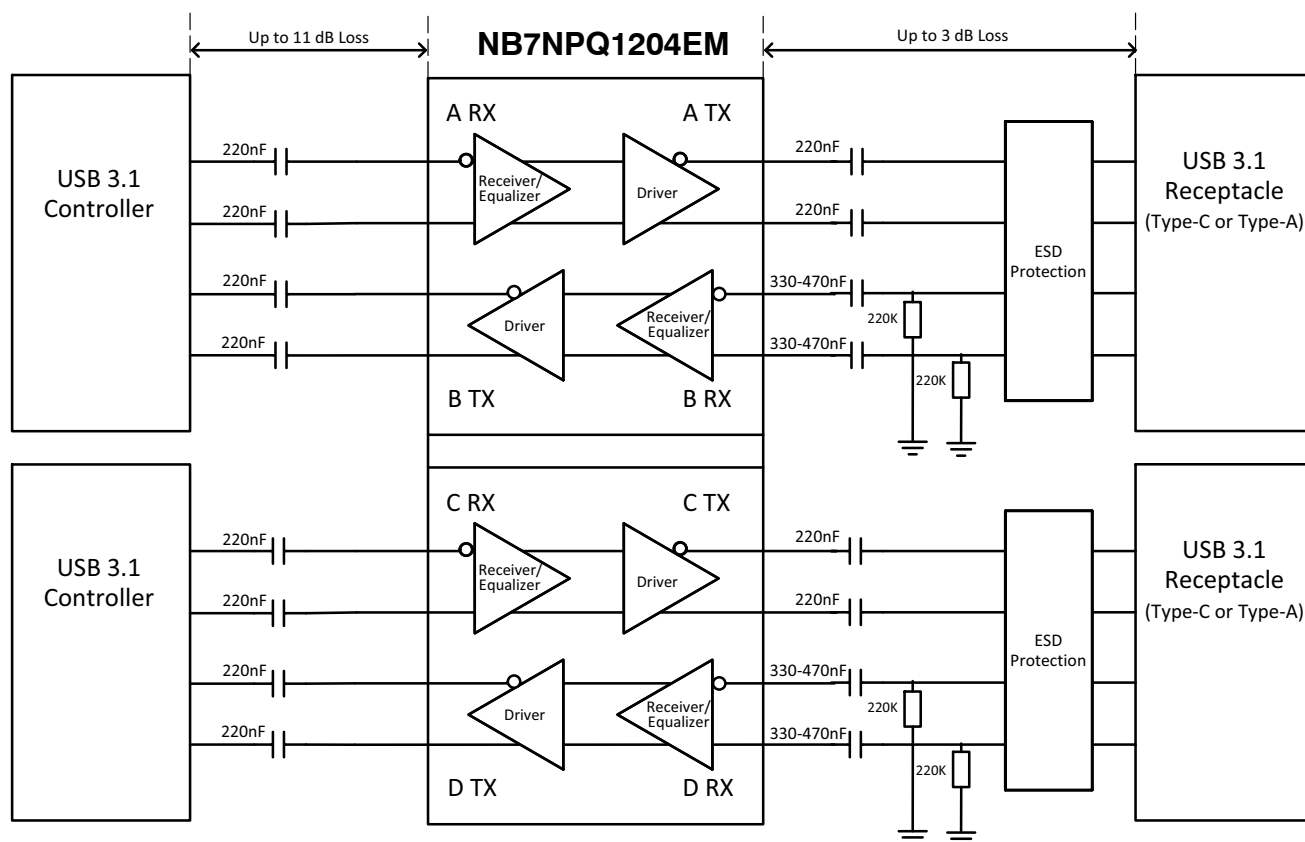 Up to 11 dB Loss
NB7NPQ1204EM
Up to 3 dB Loss
USB 3.1
Controller
220nF
220nF
220nF
220nF
A RX
A TX
Receiver/
Equalizer
Driver
Driver
Receiver/
Equalizer
B TX
B RX
220nF
220nF
330-470nF
330-470nF
220K
220K
ESD
Protection
USB 3.1
Receptacle
(Type-C or Type-A)
USB 3.1
Controller
220nF
220nF
220nF
220nF
C RX
C TX
Receiver/
Equalizer
Driver
Driver
Receiver/
Equalizer
D TX
D RX
220nF
220nF
330-470nF
330-470nF
220K
220K
ESD
Protection
USB 3.1
Receptacle
(Type-C or Type-A)